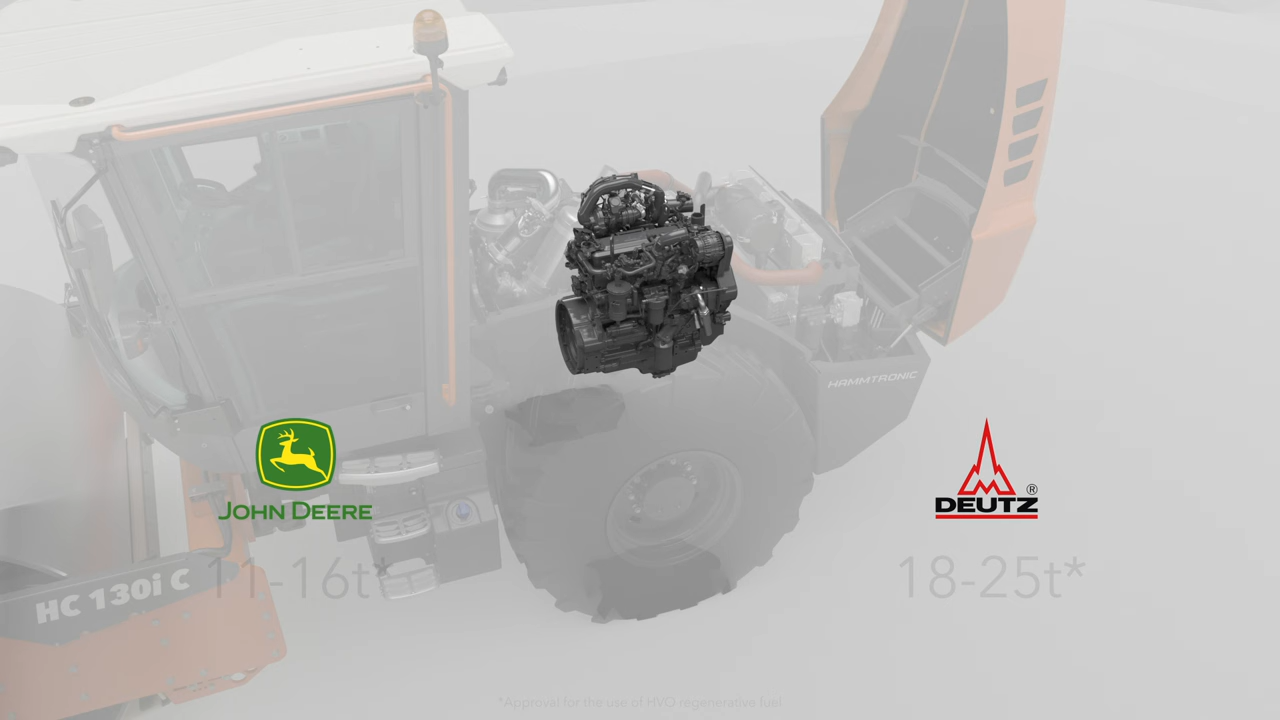 HAMMTRONIC
JOHN DEERE
DEUTZ®
HC 130i C
11-16t*
18-25t*
*Approval for the use of HVO regenerative fuel